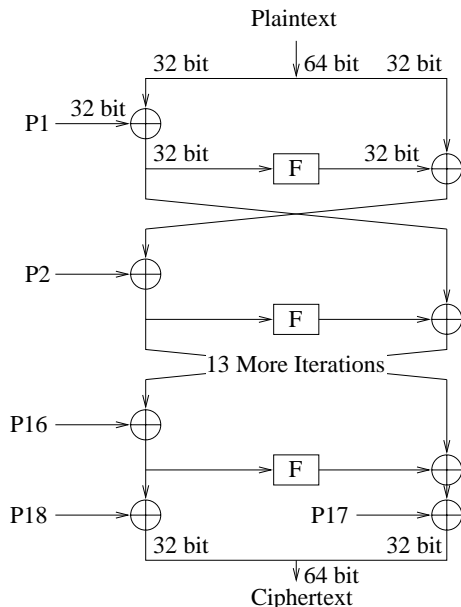 Plaintext
32 bit 64 bit 32 bit
P1 32 bit
32 bit F 32 bit
P2
F
13 More Iterations
P16
F
P18 P17
32 bit 32 bit
64 bit
Ciphertext